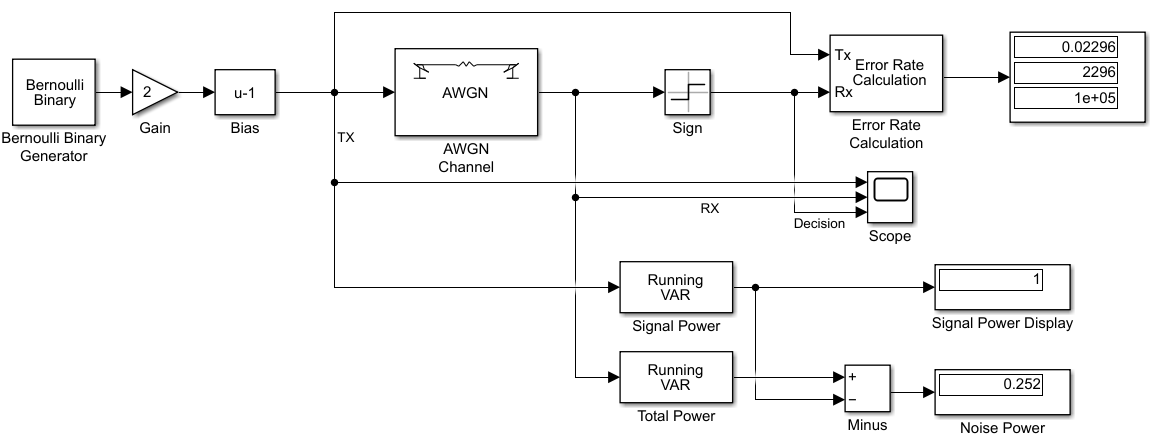 Bernoulli
Binary
Bernoulli Binary
Generator
2
Gain
u-1
Bias
TX
AWGN
AWGN
Channel
Sign
Tx
Rx
Error Rate
Calculation
Error Rate
Calculation
0.02296
2296
1e+05
RX
Decision
Scope
Running
VAR
Signal Power
1
Signal Power Display
Running
VAR
Total Power
+
−
Minus
0.252
Noise Power